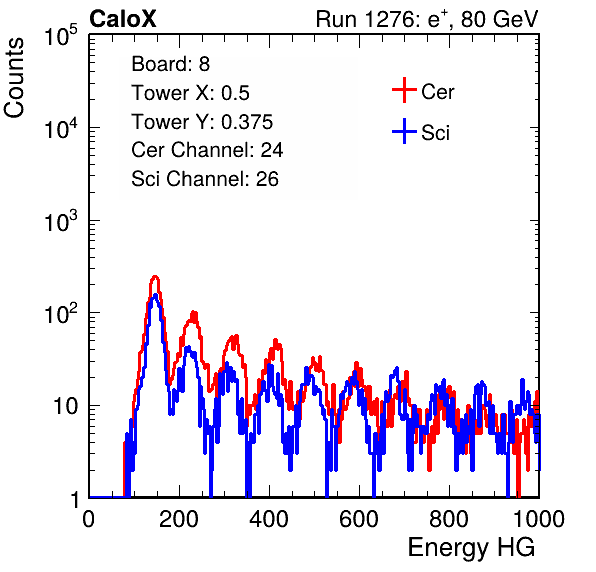 CaloX Run 1276: e⁺, 80 GeV
Counts
10⁵
10⁴
10³
10²
10
1
Board: 8
Tower X: 0.5
Tower Y: 0.375
Cer Channel: 24
Sci Channel: 26
Cer
Sci
0 200 400 600 800 1000
Energy HG